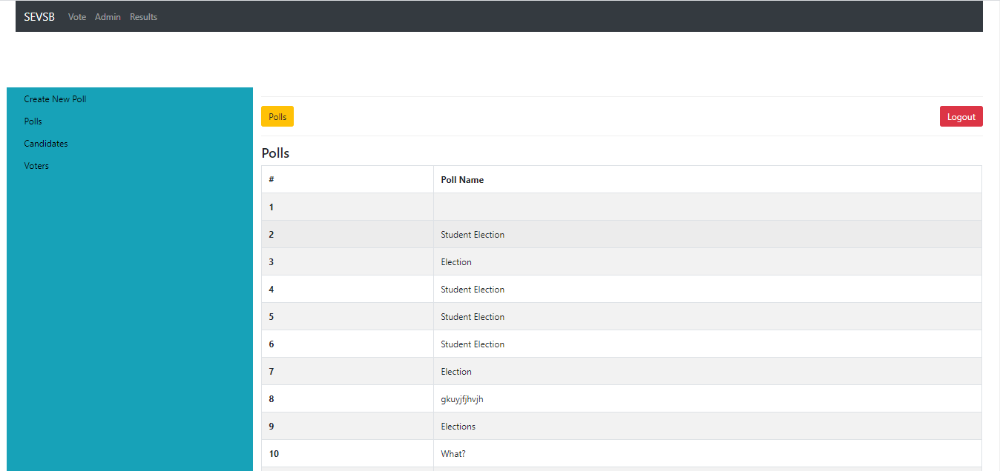 SEVSB Vote Admin Results
Create New Poll
Polls
Candidates
Voters
Polls Logout
Polls
# Poll Name
1
2 Student Election
3 Election
4 Student Election
5 Student Election
6 Student Election
7 Election
8 gkuyjfjhvjh
9 Elections
10 What?